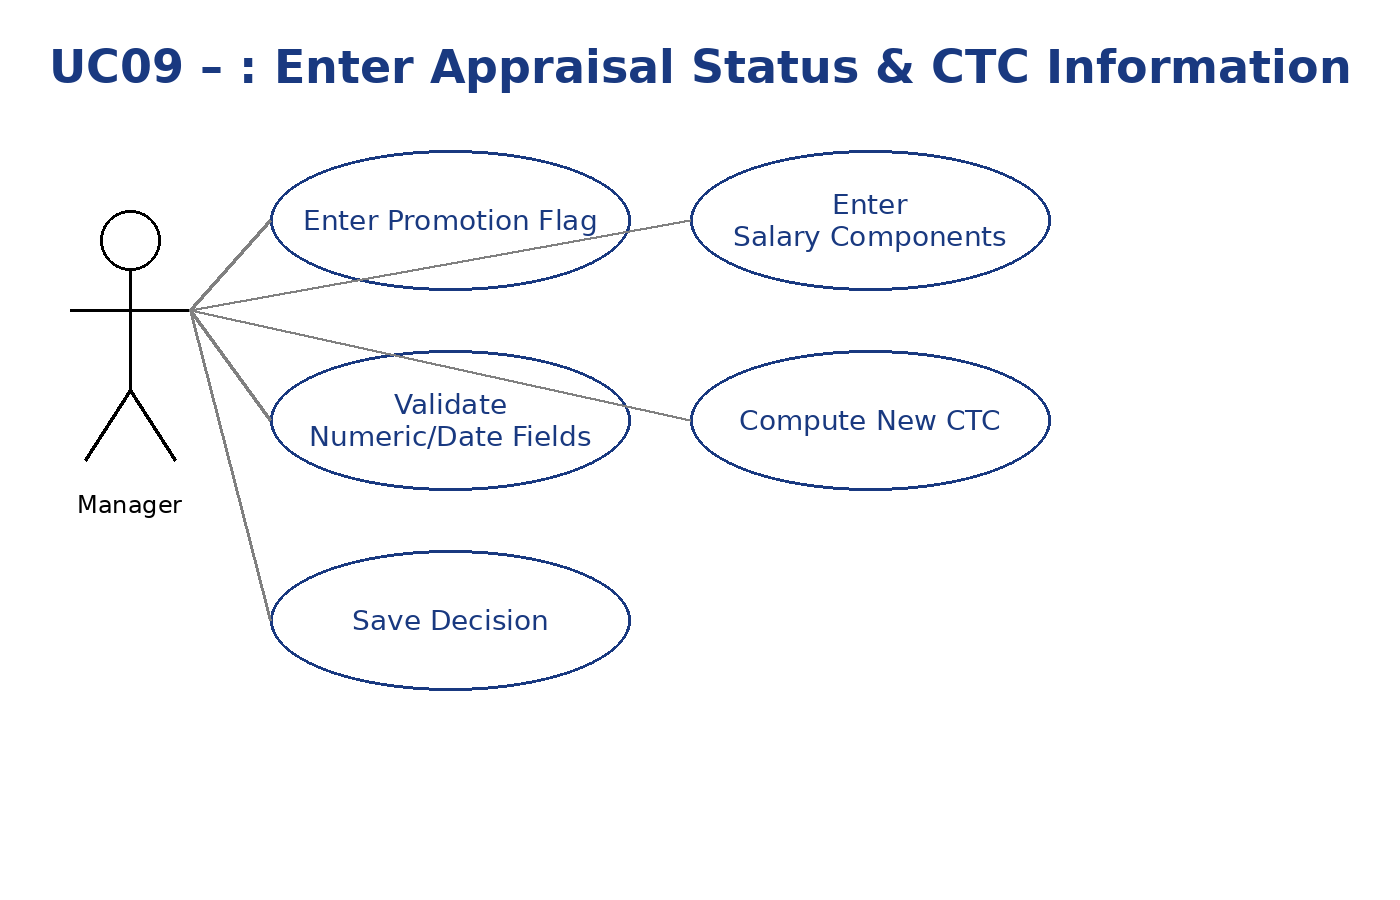 UC09 – : Enter Appraisal Status & CTC Information
Enter Promotion Flag
Enter
Salary Components
Validate
Numeric/Date Fields
Compute New CTC
Manager
Save Decision